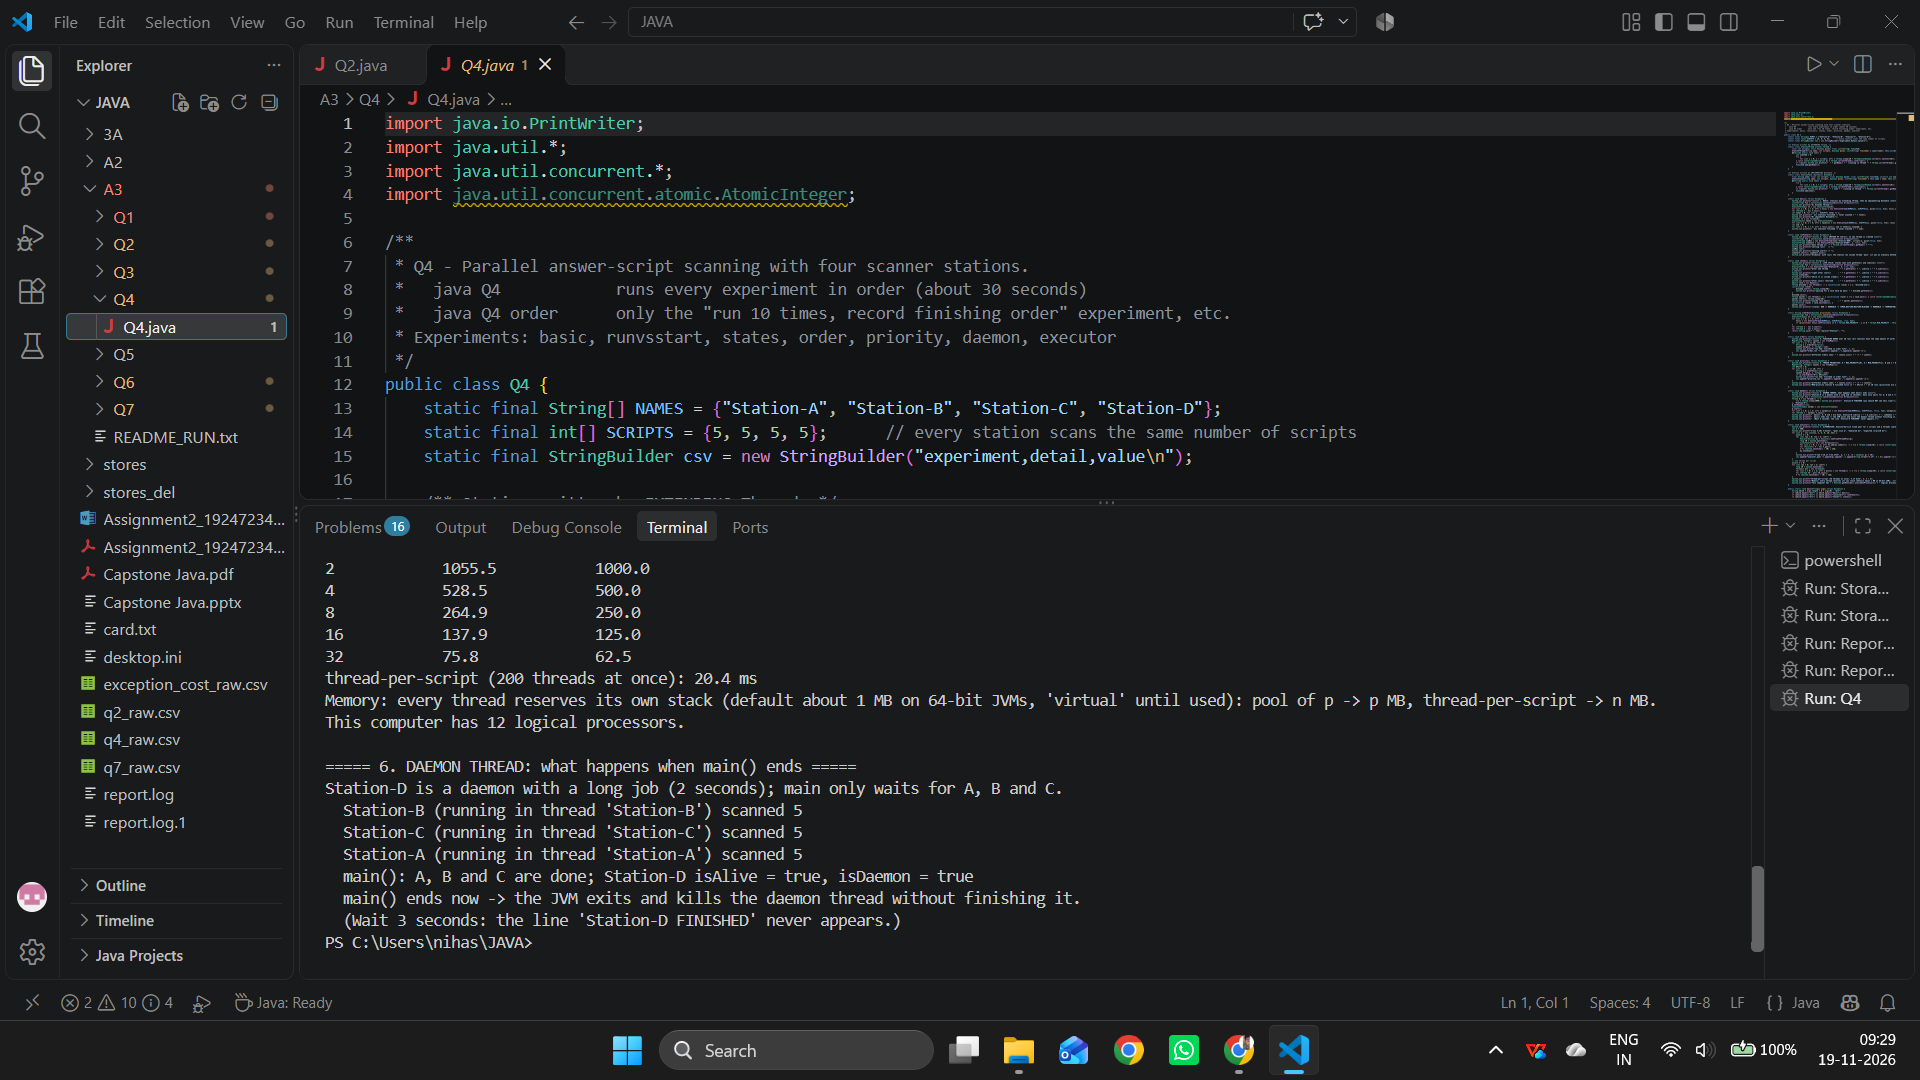 File Edit Selection View Go Run Terminal Help
JAVA
Explorer
JAVA
3A
A2
A3
Q1
Q2
Q3
Q4
J Q4.java 1
Q5
Q6
Q7
README_RUN.txt
stores
stores_del
Assignment2_19247234...
Assignment2_19247234...
Capstone Java.pdf
Capstone Java.pptx
card.txt
desktop.ini
exception_cost_raw.csv
q2_raw.csv
q4_raw.csv
q7_raw.csv
report.log
report.log.1
Outline
Timeline
Java Projects
J Q2.java
J Q4.java 1
A3 > Q4 > J Q4.java > ...
1 import java.io.PrintWriter;
2 import java.util.*;
3 import java.util.concurrent.*;
4 import java.util.concurrent.atomic.AtomicInteger;
5
6 /**
7 * Q4 - Parallel answer-script scanning with four scanner stations.
8 * java Q4 runs every experiment in order (about 30 seconds)
9 * java Q4 order only the "run 10 times, record finishing order" experiment, etc.
10 * Experiments: basic, runvsstart, states, order, priority, daemon, executor
11 */
12 public class Q4 {
13 static final String[] NAMES = {"Station-A", "Station-B", "Station-C", "Station-D"};
14 static final int[] SCRIPTS = {5, 5, 5, 5}; // every station scans the same number of scripts
15 static final StringBuilder csv = new StringBuilder("experiment,detail,value\n");
16
Problems 16 Output Debug Console Terminal Ports
2 1055.5 1000.0
4 528.5 500.0
8 264.9 250.0
16 137.9 125.0
32 75.8 62.5
thread-per-script (200 threads at once): 20.4 ms
Memory: every thread reserves its own stack (default about 1 MB on 64-bit JVMs, 'virtual' until used): pool of p -> p MB, thread-per-script -> n MB.
This computer has 12 logical processors.
===== 6. DAEMON THREAD: what happens when main() ends =====
Station-D is a daemon with a long job (2 seconds); main only waits for A, B and C.
Station-B (running in thread 'Station-B') scanned 5
Station-C (running in thread 'Station-C') scanned 5
Station-A (running in thread 'Station-A') scanned 5
main(): A, B and C are done; Station-D isAlive = true, isDaemon = true
main() ends now -> the JVM exits and kills the daemon thread without finishing it.
(Wait 3 seconds: the line 'Station-D FINISHED' never appears.)
PS C:\Users\nihas\JAVA>
powershell
Run: Stora...
Run: Stora...
Run: Repor...
Run: Repor...
Run: Q4
2 10 4 Java: Ready
Ln 1, Col 1 Spaces: 4 UTF-8 LF { } Java
Search
ENG
IN
100%
09:29
19-11-2026